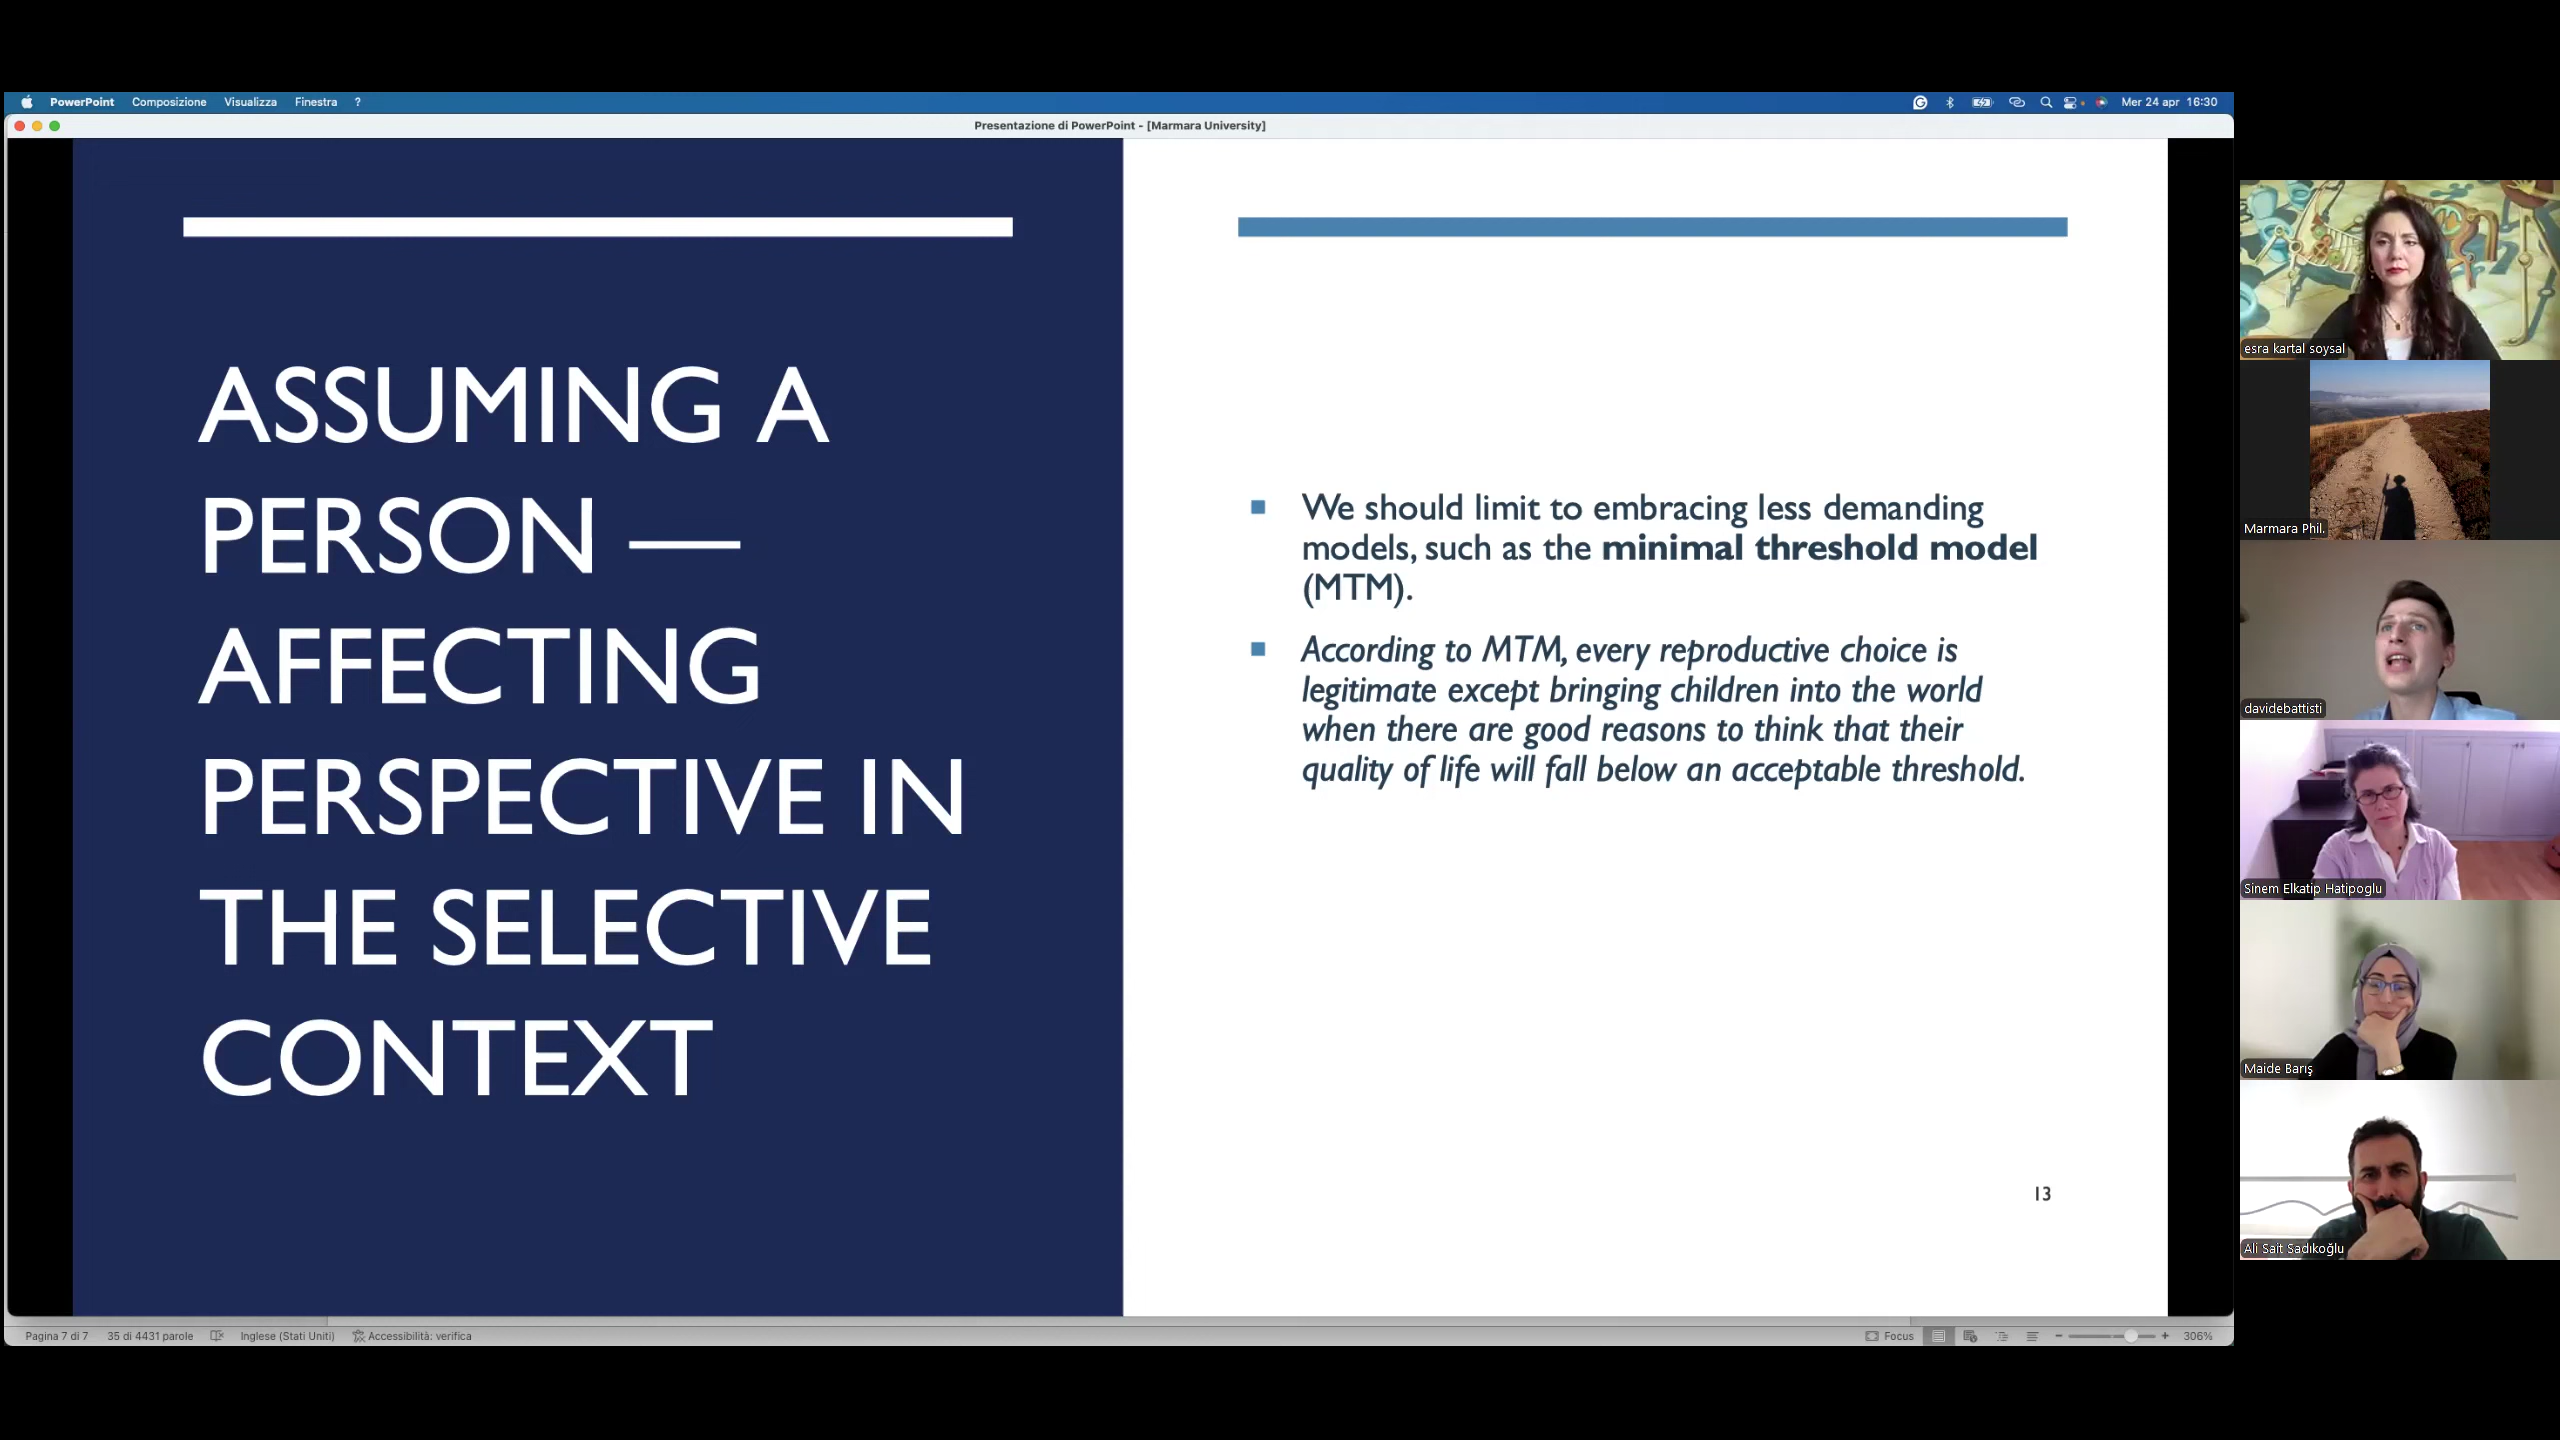 PowerPoint Composizione Visualizza Finestra ?
Mer 24 apr 16:30
Presentazione di PowerPoint - [Marmara University]
ASSUMING A
PERSON —
AFFECTING
PERSPECTIVE IN
THE SELECTIVE
CONTEXT
We should limit to embracing less demanding
models, such as the minimal threshold model
(MTM).
According to MTM, every reproductive choice is
legitimate except bringing children into the world
when there are good reasons to think that their
quality of life will fall below an acceptable threshold.
13
Pagina 7 di 7 35 di 4431 parole Inglese (Stati Uniti) Accessibilità: verifica
Focus
306%
esra kartal soysal
Marmara Phil.
davidebattisti
Sinem Elkatip Hatipoglu
Maide Barış
Ali Sait Sadıkoğlu